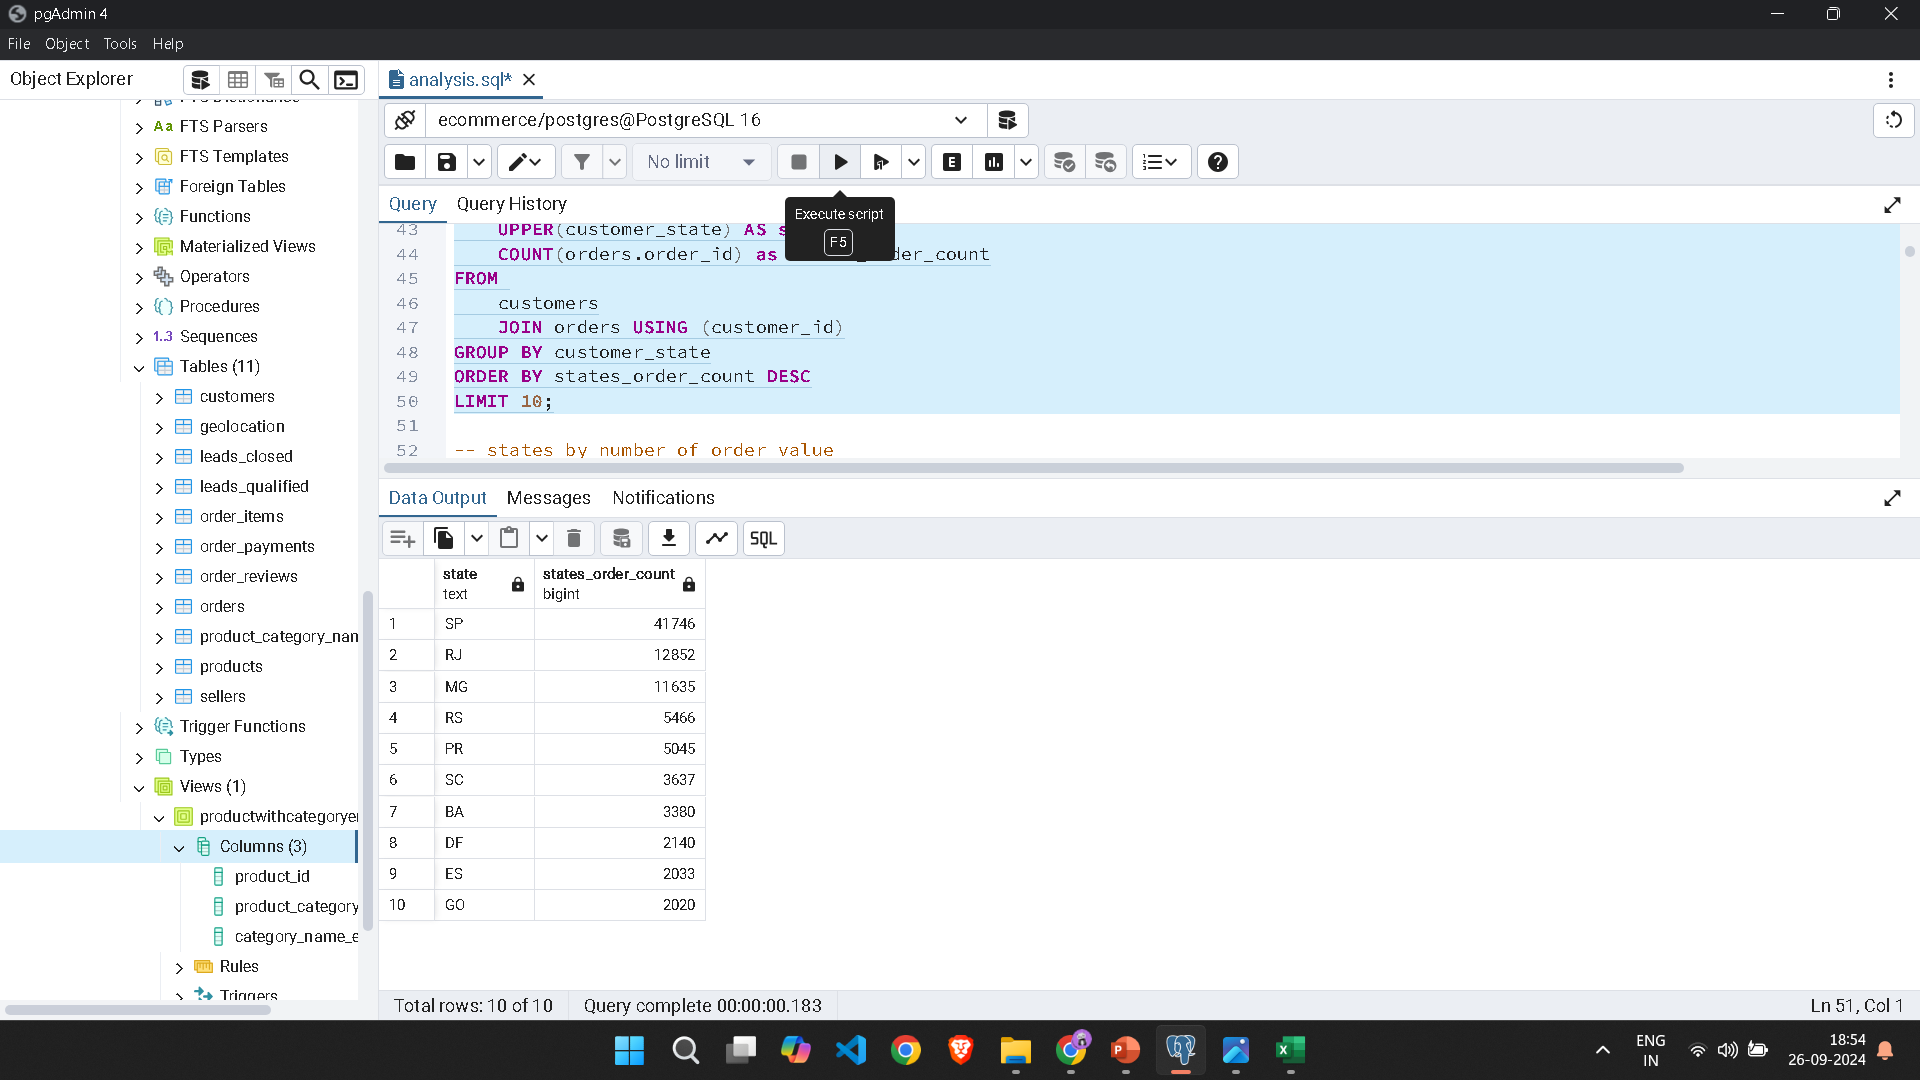 pgAdmin 4
File Object Tools Help
Object Explorer
analysis.sql*
ecommerce/postgres@PostgreSQL 16
No limit
E
Execute script
F5
Query Query History
43 UPPER(customer_state) AS
44 COUNT(orders.order_id) as
45 FROM
46 customers
47 JOIN orders USING (customer_id)
48 GROUP BY customer_state
49 ORDER BY states_order_count DESC
50 LIMIT 10;
51
52 -- states by number of order value
Data Output Messages Notifications
SQL
state states_order_count
text bigint
1 SP 41746
2 RJ 12852
3 MG 11635
4 RS 5466
5 PR 5045
6 SC 3637
7 BA 3380
8 DF 2140
9 ES 2033
10 GO 2020
Total rows: 10 of 10 Query complete 00:00:00.183 Ln 51, Col 1
Aa FTS Parsers
FTS Templates
Foreign Tables
Functions
Materialized Views
Operators
Procedures
1..3 Sequences
Tables (11)
customers
geolocation
leads_closed
leads_qualified
order_items
order_payments
order_reviews
orders
product_category_nan
products
sellers
Trigger Functions
Types
Views (1)
productwithcategoryer
Columns (3)
product_id
product_category
category_name_e
Rules
Triggers
ENG
IN
18:54
26-09-2024